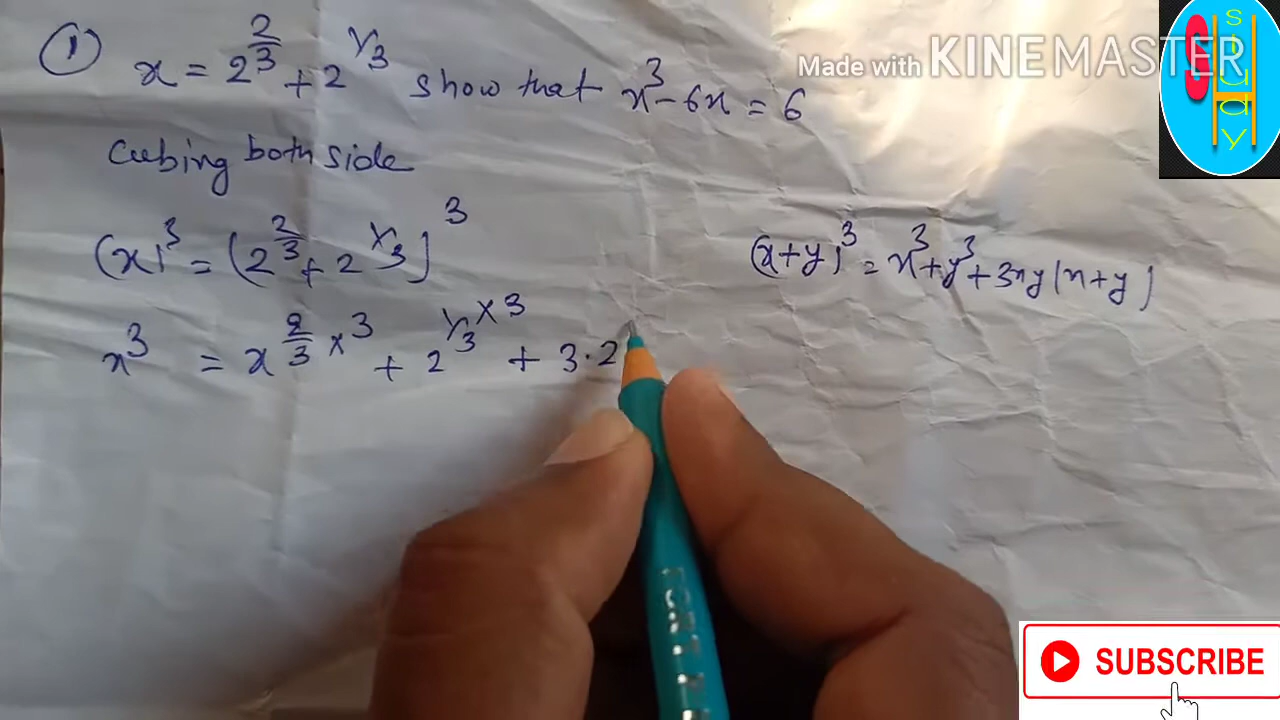 ① x = 2^(2/3) + 2^(1/3) show that x³ - 6x = 6
Made with KINEMASTER
S
Study
Cubing both side
(x)³ = (2^(2/3) + 2^(1/3))³
(x+y)³ = x³+y³+3xy(x+y)
x³ = x^(2/3 × 3) + 2^(1/3 × 3) + 3·2
SUBSCRIBE